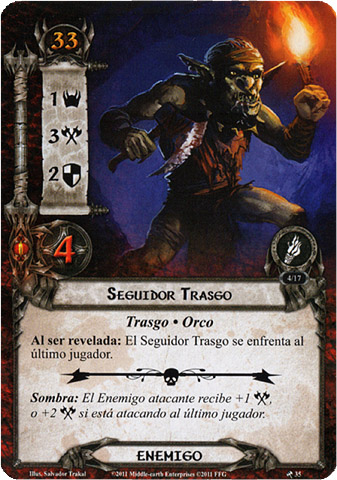 33
1
3
2
4
4/17
SEGUIDOR TRASGO
Trasgo • Orco
Al ser revelada: El Seguidor Trasgo se enfrenta al
último jugador.
Sombra: El Enemigo atacante recibe +1
o +2 si está atacando al último jugador.
ENEMIGO
Illus. Salvador Trakal ©2011 Middle-earth Enterprises ©2011 FFG 35